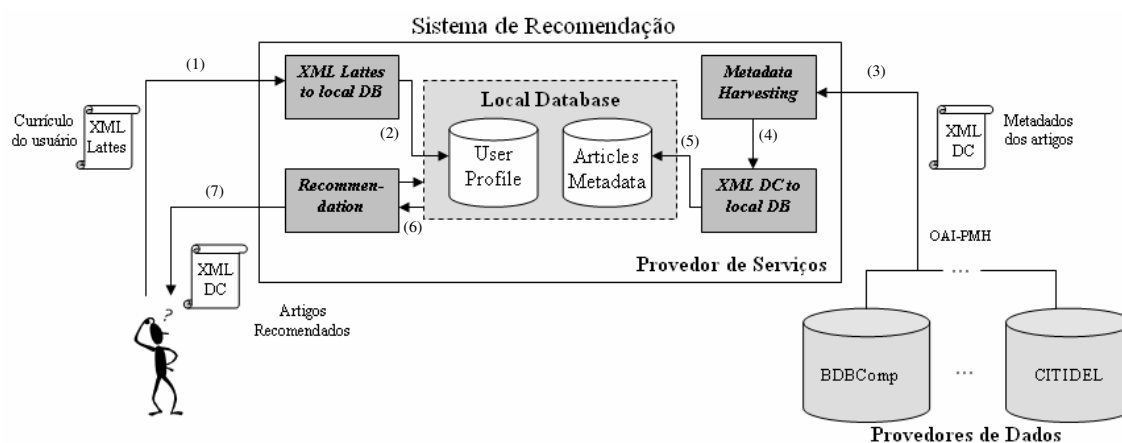 Sistema de Recomendação
(1)
XML Lattes
to local DB
Metadata
Harvesting
(3)
Local Database
Currículo
do usuário
XML
Lattes
(2)
User
Profile
Articles
Metadata
(5)
(4)
XML
DC
Metadados
dos artigos
(7)
Recommen-
dation
(6)
XML DC to
local DB
XML
DC
Provedor de Serviços
OAI-PMH
...
?
Artigos
Recomendados
BDBComp
...
CITIDEL
Provedores de Dados